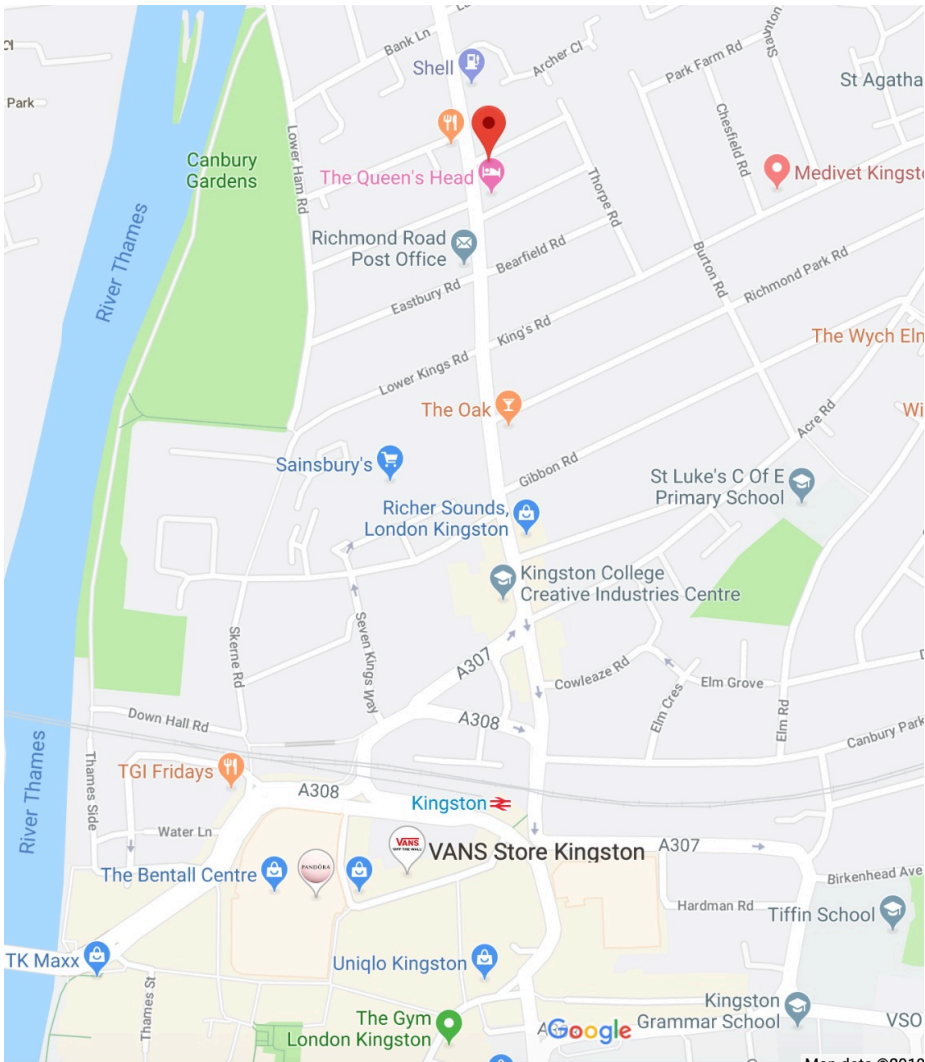 Bank Ln
Shell
Archer Cl
Park Farm Rd
St Agatha
Park
Chesfield Rd
Canbury
Gardens
Lower Ham Rd
The Queen's Head
Medivet Kingst
Thorpe Rd
River Thames
Richmond Road
Post Office
Bearfield Rd
Burton Rd
Eastbury Rd
Richmond Park Rd
King's Rd
The Wych Elm
Lower Kings Rd
The Oak
Acre Rd
Wi
Sainsbury's
Gibbon Rd
St Luke's C Of E
Primary School
Richer Sounds,
London Kingston
Kingston College
Creative Industries Centre
Skerne Rd
Seven Kings Way
A307
Cowleaze Rd
Elm Cres
Elm Grove
Elm Rd
Down Hall Rd
A308
Canbury Park
River Thames
Thames Side
TGI Fridays
A308
Kingston
Water Ln
VANS
"OFF THE WALL"
VANS Store Kingston
A307
The Bentall Centre
PANDÖRA
Birkenhead Ave
Hardman Rd
Tiffin School
TK Maxx
Uniqlo Kingston
Thames St
The Gym
London Kingston
Google
Kingston
Grammar School
VSO